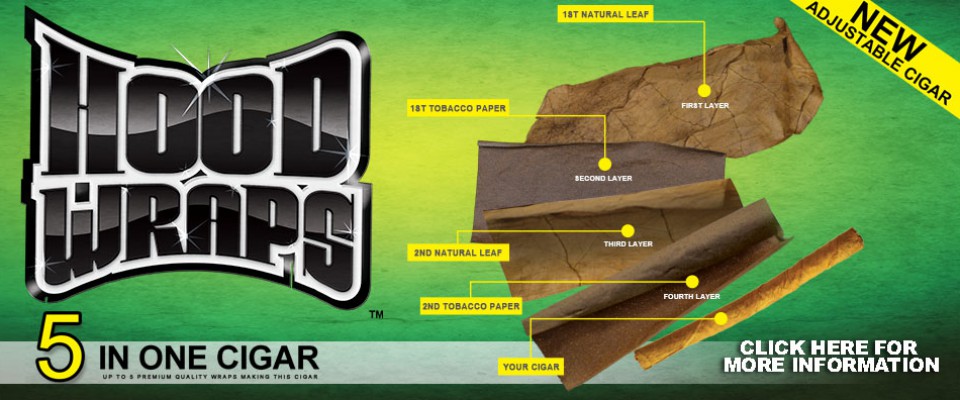 HOOD
WRAPS
TM
5 IN ONE CIGAR
UP TO 5 PREMIUM QUALITY WRAPS MAKING THIS CIGAR
1ST NATURAL LEAF
FIRST LAYER
1ST TOBACCO PAPER
SECOND LAYER
THIRD LAYER
2ND NATURAL LEAF
FOURTH LAYER
2ND TOBACCO PAPER
YOUR CIGAR
NEW
ADJUSTABLE CIGAR
CLICK HERE FOR
MORE INFORMATION